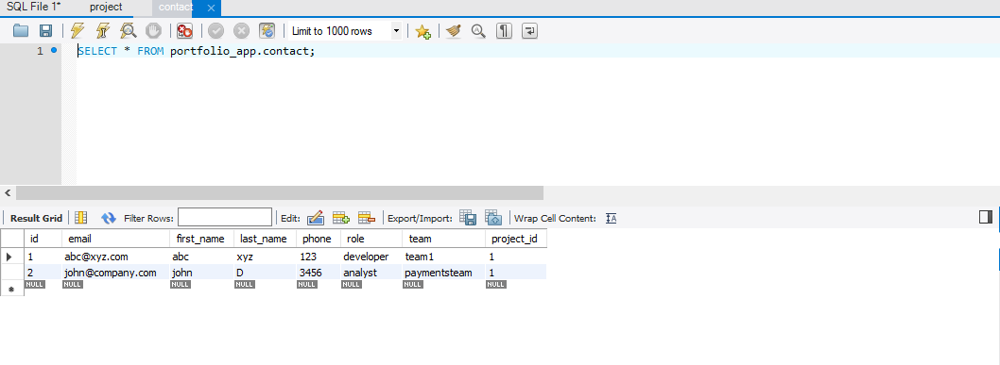 SQL File 1* project contact
Limit to 1000 rows
1 SELECT * FROM portfolio_app.contact;
Result Grid Filter Rows: Edit: Export/Import: Wrap Cell Content:
id email first_name last_name phone role team project_id
1 abc@xyz.com abc xyz 123 developer team1 1
2 john@company.com john D 3456 analyst paymentsteam 1
NULL NULL NULL NULL NULL NULL NULL NULL